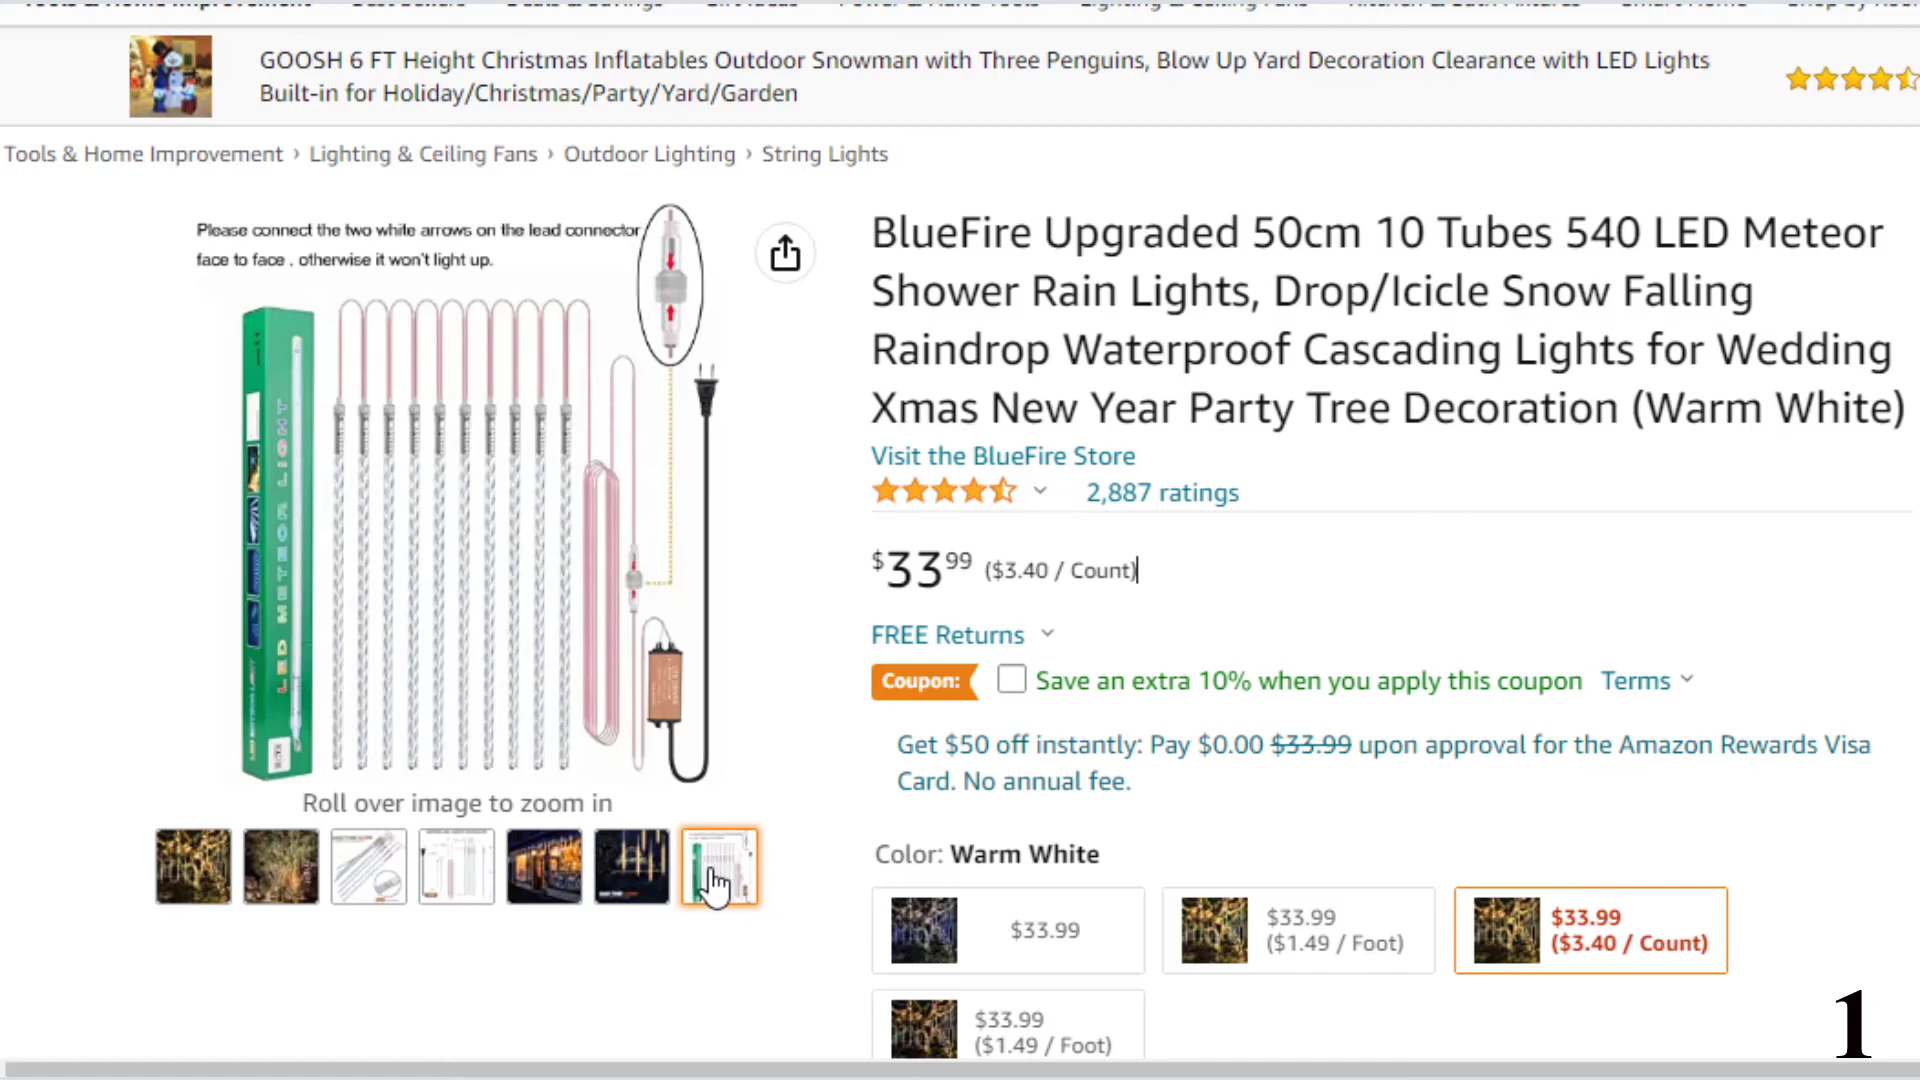 GOOSH 6 FT Height Christmas Inflatables Outdoor Snowman with Three Penguins, Blow Up Yard Decoration Clearance with LED Lights
Built-in for Holiday/Christmas/Party/Yard/Garden
Tools & Home Improvement › Lighting & Ceiling Fans › Outdoor Lighting › String Lights
Please connect the two white arrows on the lead connector
face to face , otherwise it won't light up.
LED METEOR LIGHT
Roll over image to zoom in
BlueFire Upgraded 50cm 10 Tubes 540 LED Meteor
Shower Rain Lights, Drop/Icicle Snow Falling
Raindrop Waterproof Cascading Lights for Wedding
Xmas New Year Party Tree Decoration (Warm White)
Visit the BlueFire Store
2,887 ratings
$33.99 ($3.40 / Count)
FREE Returns
Coupon: Save an extra 10% when you apply this coupon Terms
Get $50 off instantly: Pay $0.00 $33.99 upon approval for the Amazon Rewards Visa
Card. No annual fee.
Color: Warm White
$33.99
$33.99
($1.49 / Foot)
$33.99
($3.40 / Count)
$33.99
($1.49 / Foot)
1